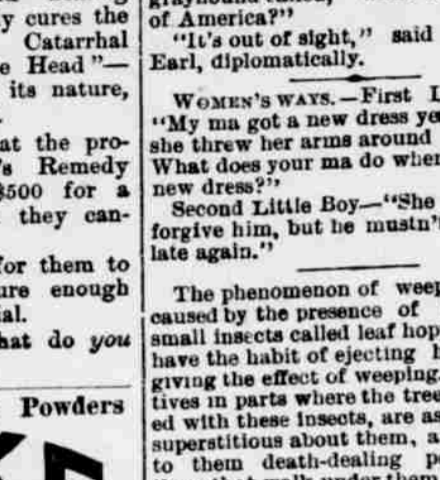 y cures the
Catarrhal
e Head"—
its nature,
at the pro-
's Remedy
$500 for a
they can-
for them to
ure enough
ial.
hat do you
Powders
of America?"
"It's out of sight," said
Earl, diplomatically.
WOMEN'S WAYS.—First L
"My ma got a new dress ye
she threw her arms around
What does your ma do when
new dress?"
Second Little Boy—"She
forgive him, but he mustn't
late again."
The phenomenon of weep
caused by the presence of
small insects called leaf hop
have the habit of ejecting
giving the effect of weeping.
tives in parts where the tree
ed with these insects, are as
superstitious about them, a
to them death-dealing po